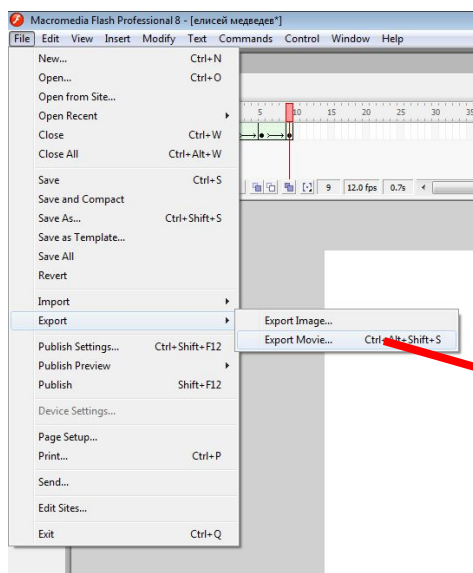 Macromedia Flash Professional 8 - [елисей медведев*]
File Edit View Insert Modify Text Commands Control Window Help
New... Ctrl+N
Open... Ctrl+O
Open from Site...
Open Recent
5 10 15 20 25 30 35
Close Ctrl+W
Close All Ctrl+Alt+W
Save Ctrl+S
9 12.0 fps 0.7s
Save and Compact
Save As... Ctrl+Shift+S
Save as Template...
Save All
Revert
Import
Export
Export Image...
Export Movie... Ctrl+Alt+Shift+S
Publish Settings... Ctrl+Shift+F12
Publish Preview
Publish Shift+F12
Device Settings...
Page Setup...
Print... Ctrl+P
Send...
Edit Sites...
Exit Ctrl+Q